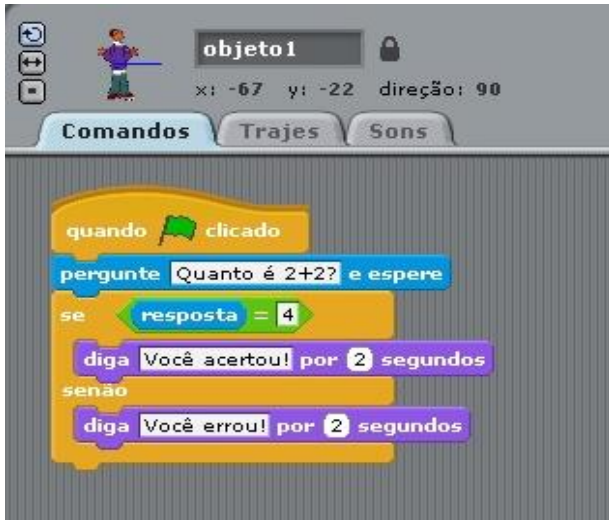 objeto1
x: -67 y: -22 direção: 90
Comandos Trajes Sons
quando clicado
pergunte Quanto é 2+2? e espere
se resposta = 4
diga Você acertou! por 2 segundos
senão
diga Você errou! por 2 segundos